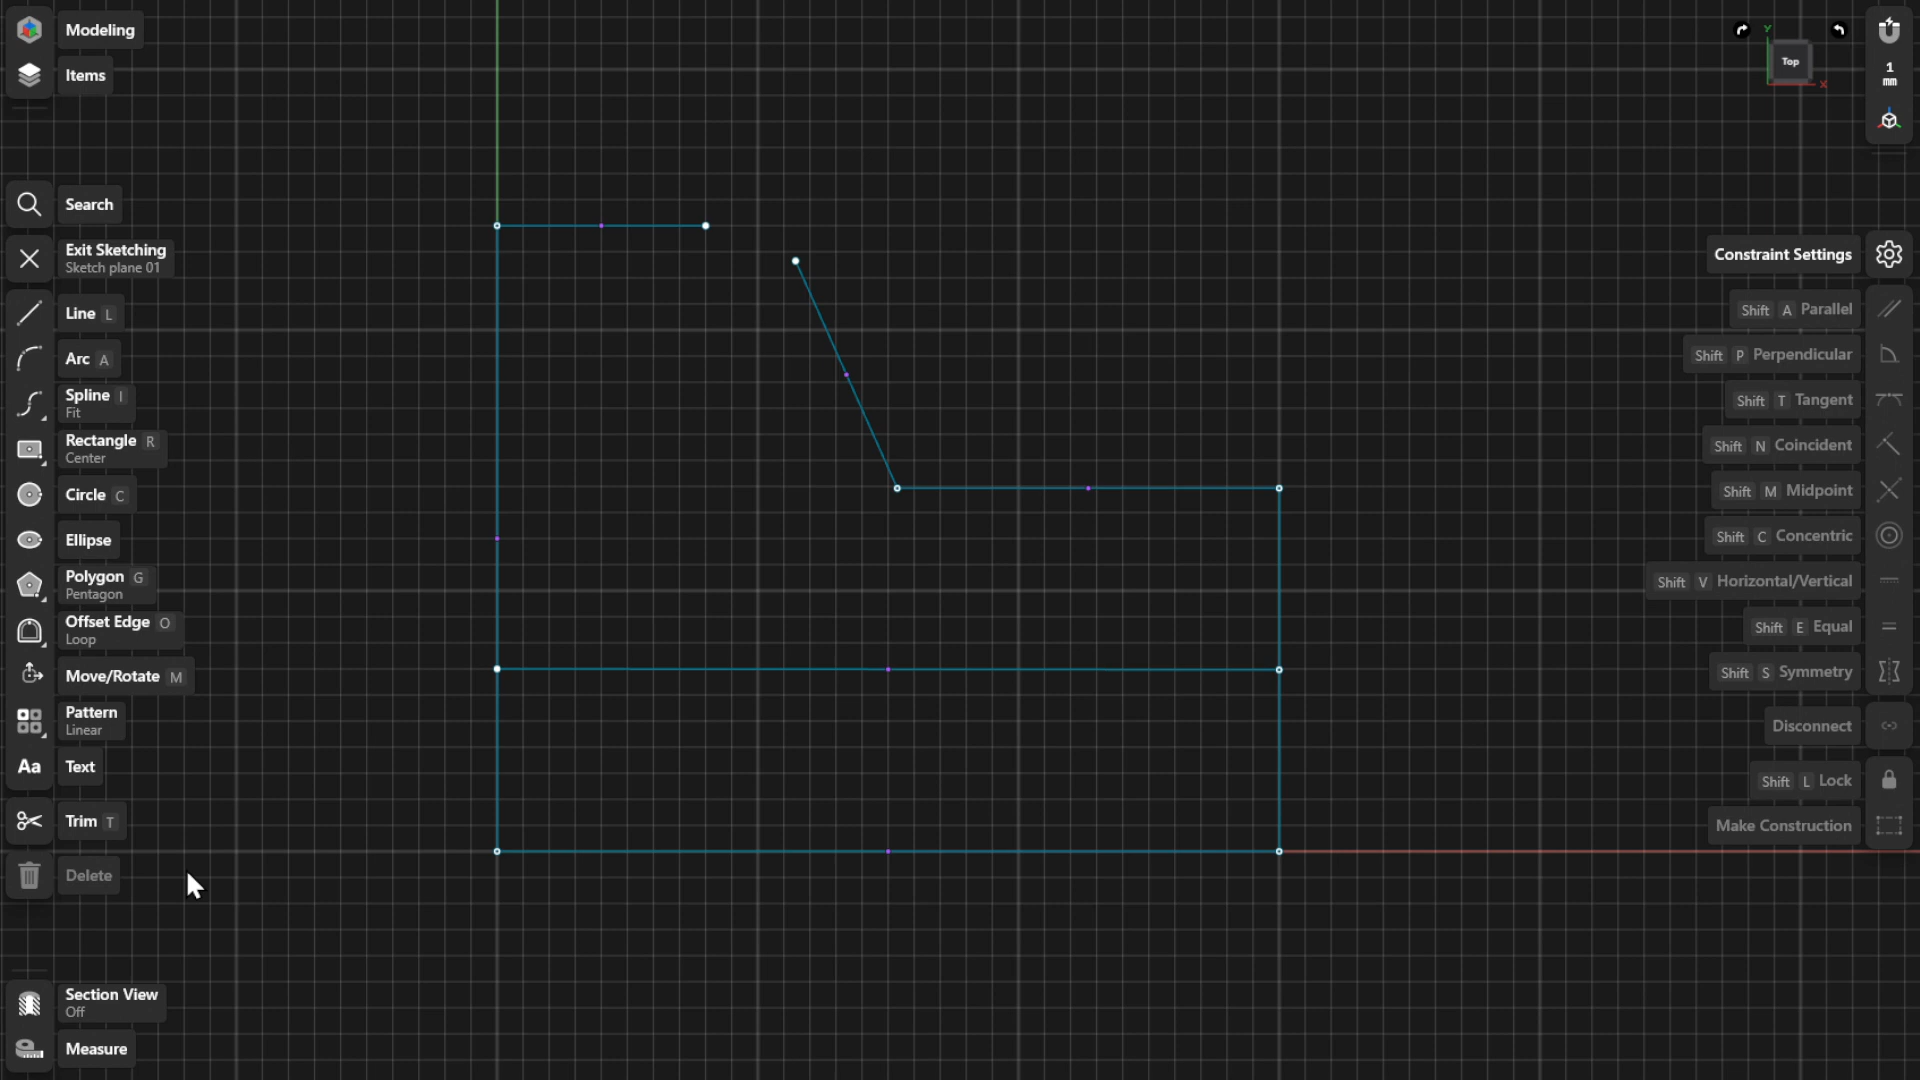 Modeling
Items
Search
Exit Sketching
Sketch plane 01
Line L
Arc A
Spline I
Fit
Rectangle R
Center
Circle C
Ellipse
Polygon G
Pentagon
Offset Edge O
Loop
Move/Rotate M
Pattern
Linear
Aa Text
Trim T
Delete
Section View
Off
Measure
Y
Top
X
1
mm
Constraint Settings
Shift A Parallel
Shift P Perpendicular
Shift T Tangent
Shift N Coincident
Shift M Midpoint
Shift C Concentric
Shift V Horizontal/Vertical
Shift E Equal
Shift S Symmetry
Disconnect
Shift L Lock
Make Construction